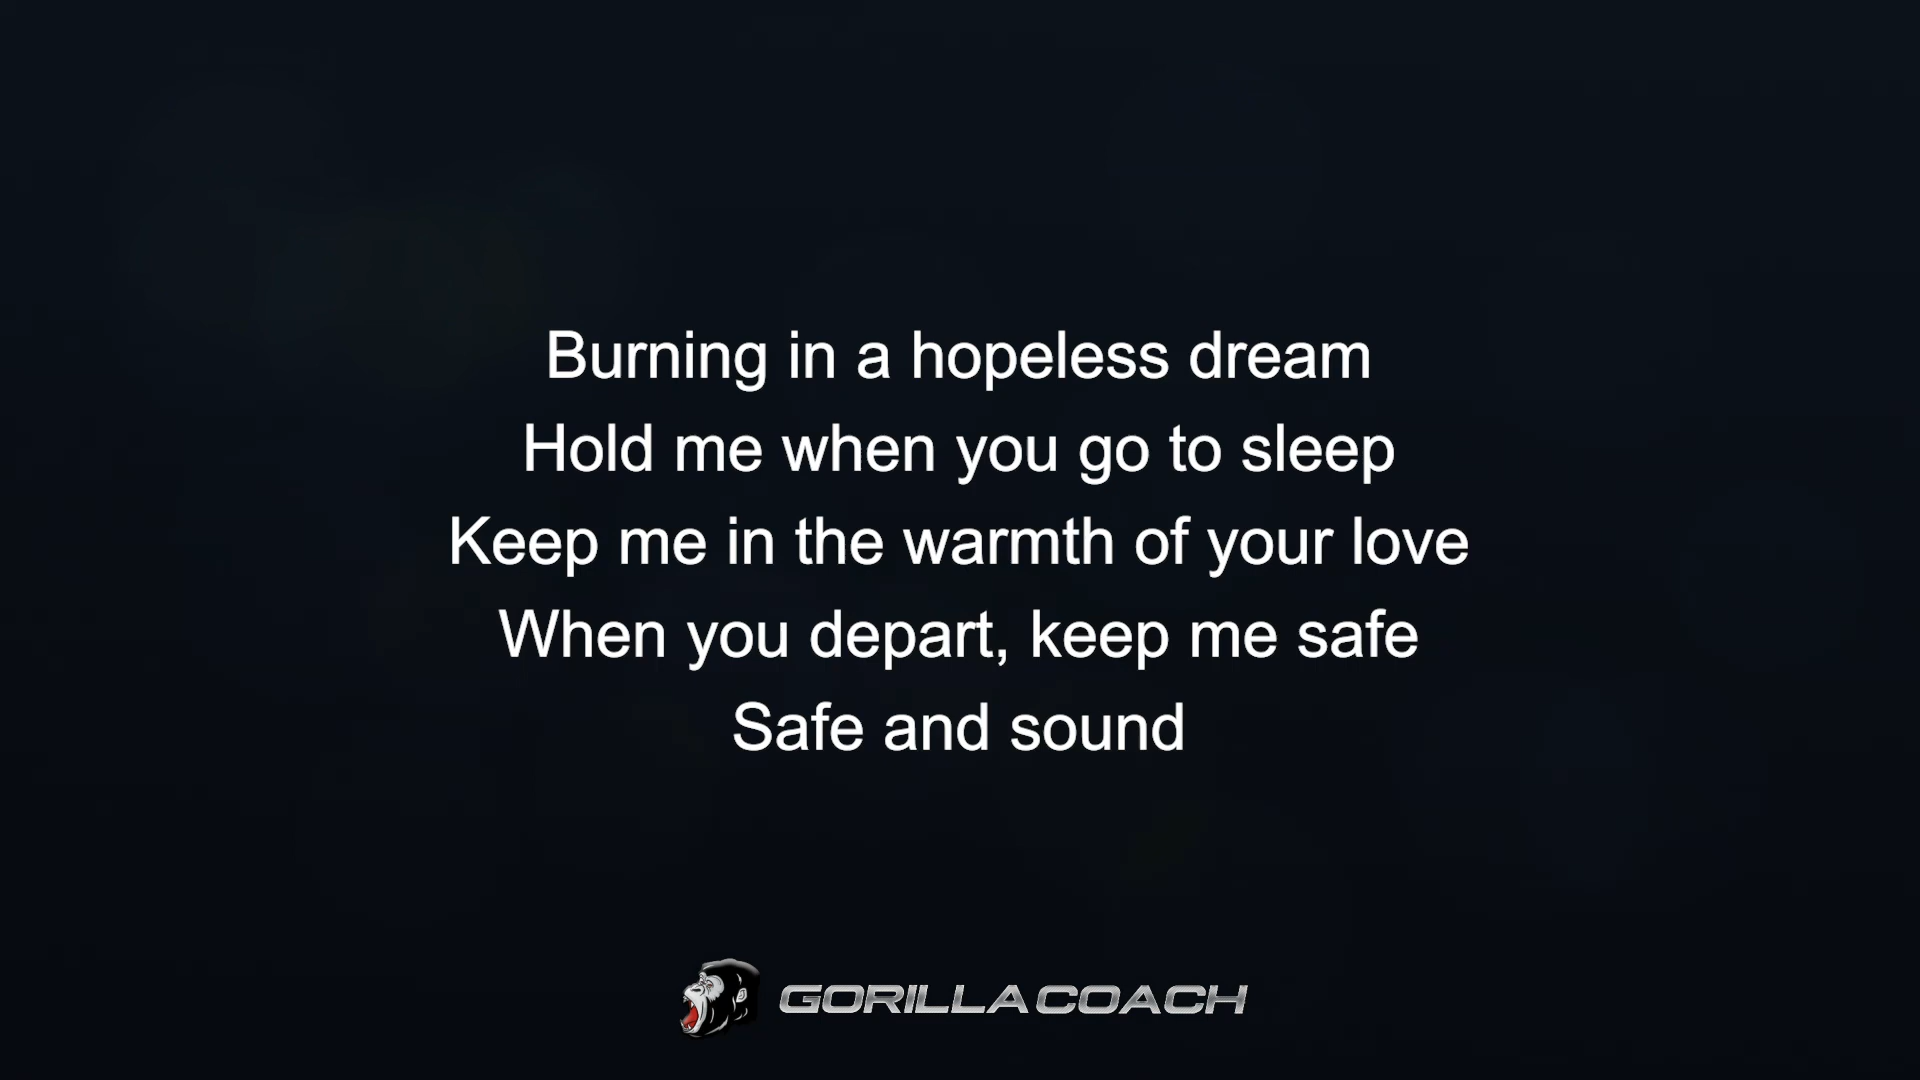 Burning in a hopeless dream
Hold me when you go to sleep
Keep me in the warmth of your love
When you depart, keep me safe
Safe and sound
GORILLA COACH